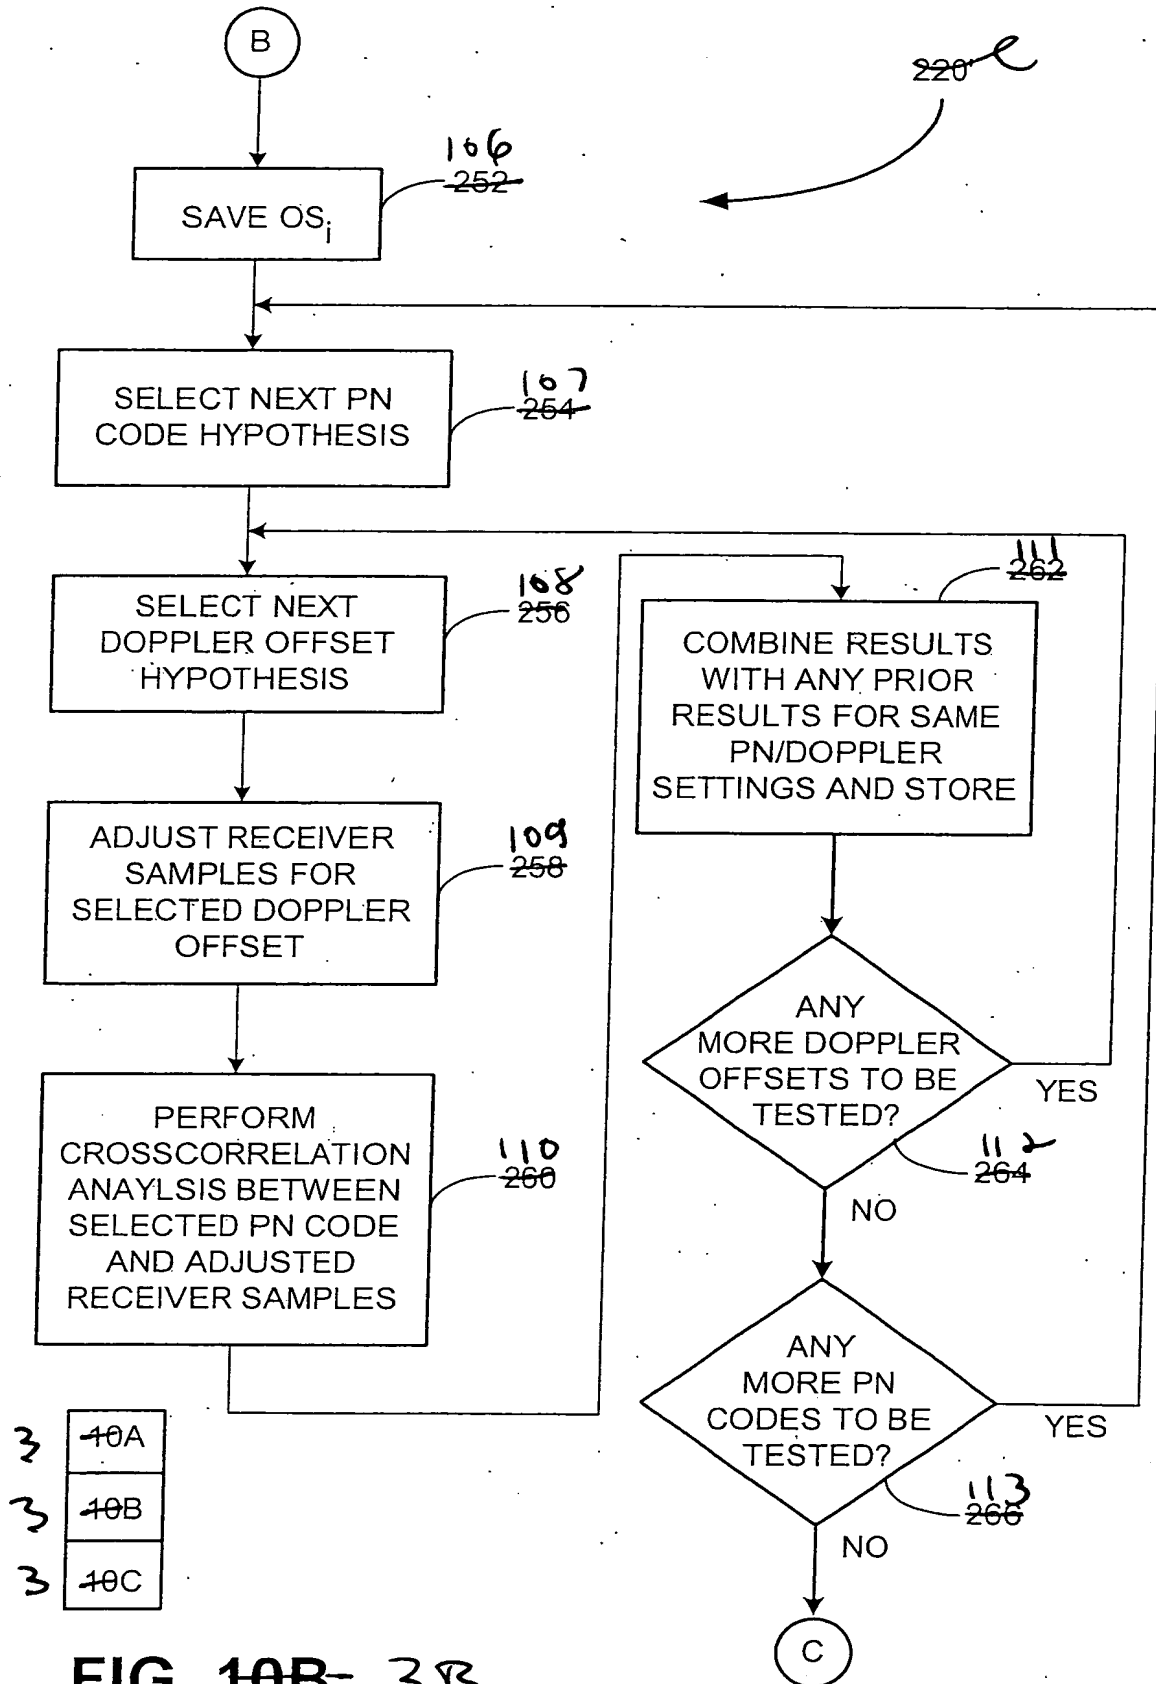 B
220'
106
252
SAVE OSi
107
254
SELECT NEXT PN
CODE HYPOTHESIS
108
256
SELECT NEXT
DOPPLER OFFSET
HYPOTHESIS
109
258
ADJUST RECEIVER
SAMPLES FOR
SELECTED DOPPLER
OFFSET
110
260
PERFORM
CROSSCORRELATION
ANAYLSIS BETWEEN
SELECTED PN CODE
AND ADJUSTED
RECEIVER SAMPLES
111
262
COMBINE RESULTS
WITH ANY PRIOR
RESULTS FOR SAME
PN/DOPPLER
SETTINGS AND STORE
ANY
MORE DOPPLER
OFFSETS TO BE
TESTED?
YES
112
264
NO
ANY
MORE PN
CODES TO BE
TESTED?
YES
113
266
NO
C
3 10A
3 10B
3 10C
FIG. 10B 3B